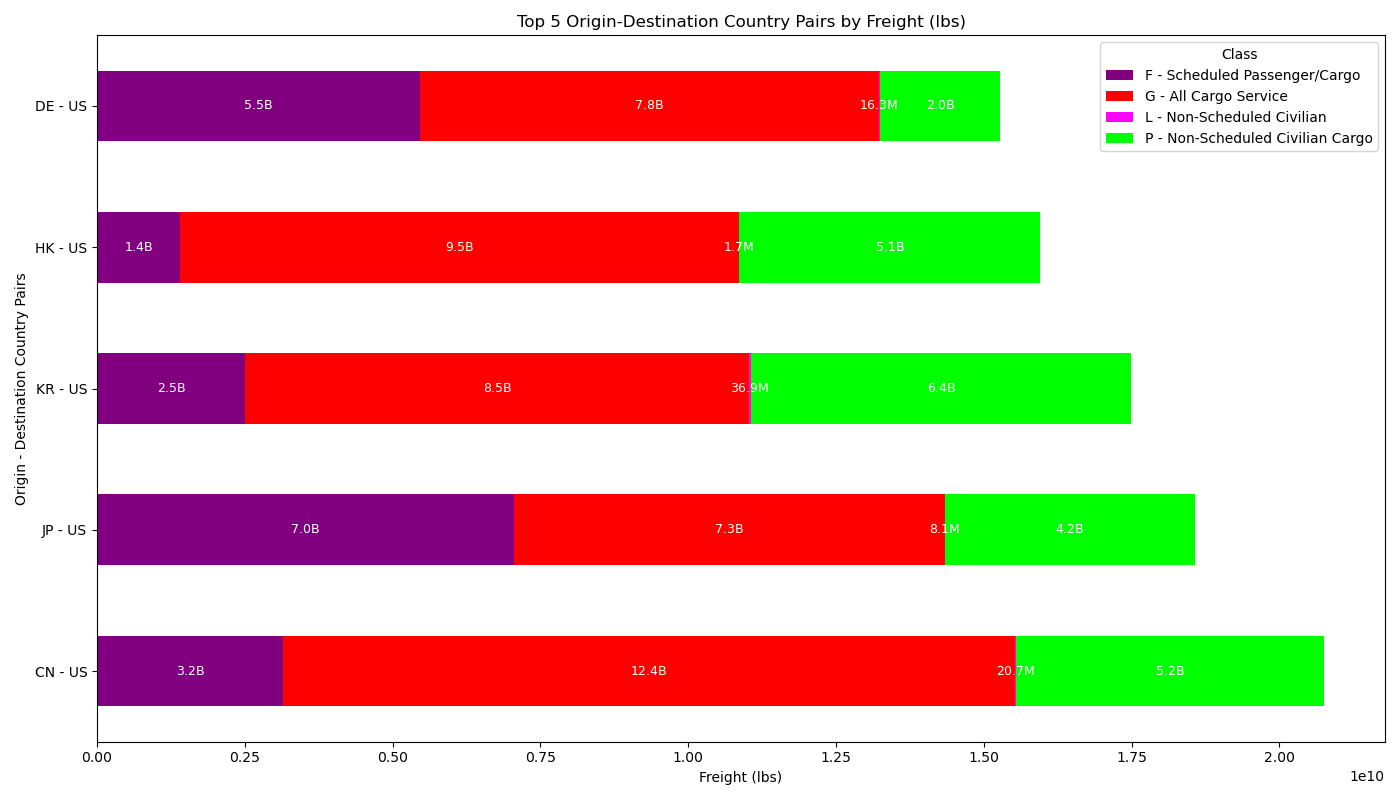 Top 5 Origin-Destination Country Pairs by Freight (lbs)
Class
F - Scheduled Passenger/Cargo
G - All Cargo Service
L - Non-Scheduled Civilian
P - Non-Scheduled Civilian Cargo
Origin - Destination Country Pairs
DE - US
5.5B 7.8B 16.3M 2.0B
HK - US
1.4B 9.5B 1.7M 5.1B
KR - US
2.5B 8.5B 36.9M 6.4B
JP - US
7.0B 7.3B 8.1M 4.2B
CN - US
3.2B 12.4B 20.7M 5.2B
0.00 0.25 0.50 0.75 1.00 1.25 1.50 1.75 2.00
1e10
Freight (lbs)